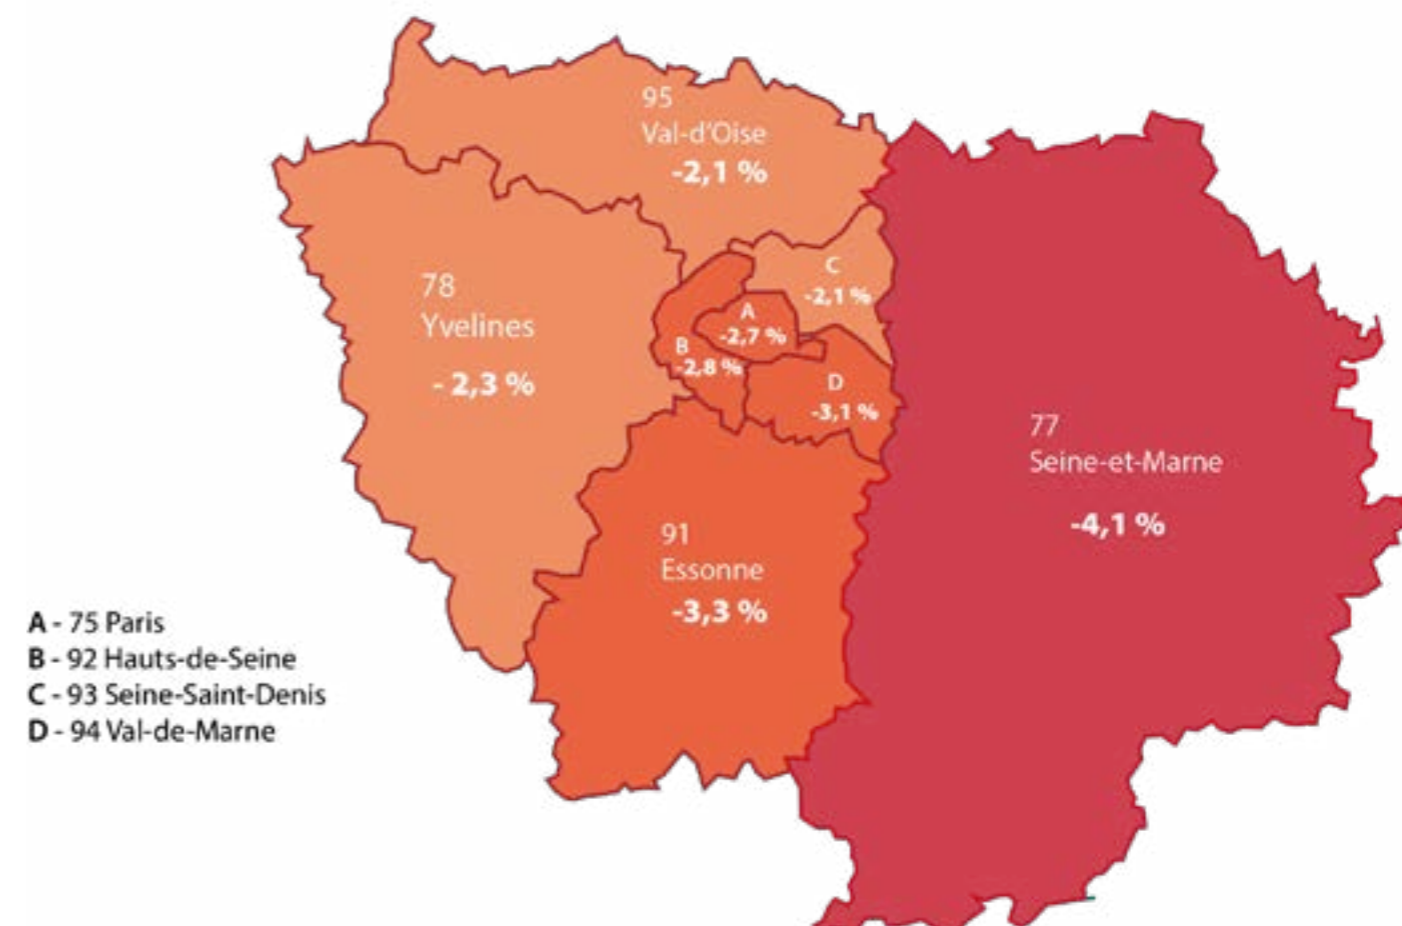 95
Val-d'Oise
-2,1 %
78
Yvelines
- 2,3 %
C
-2,1 %
A
-2,7 %
B
-2,8 %
D
-3,1 %
77
Seine-et-Marne
-4,1 %
91
Essonne
-3,3 %
A - 75 Paris
B - 92 Hauts-de-Seine
C - 93 Seine-Saint-Denis
D - 94 Val-de-Marne